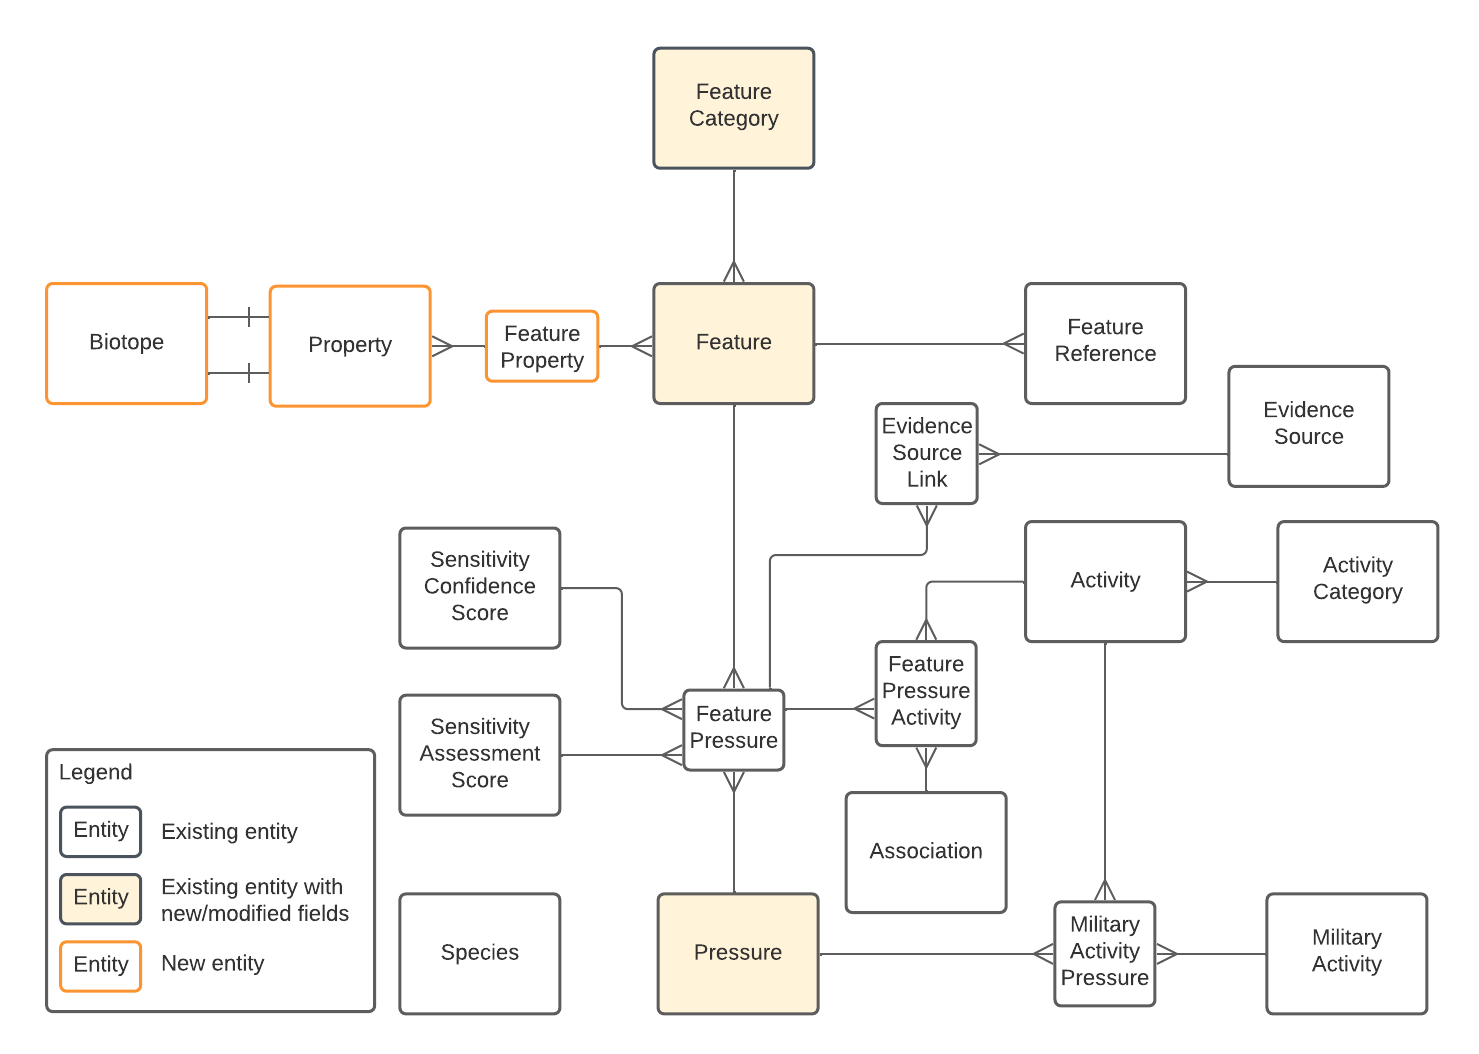 Feature
Category
Biotope
Property
Feature
Property
Feature
Feature
Reference
Evidence
Source
Link
Evidence
Source
Sensitivity
Confidence
Score
Activity
Activity
Category
Feature
Pressure
Activity
Sensitivity
Assessment
Score
Feature
Pressure
Association
Species
Pressure
Military
Activity
Pressure
Military
Activity
Legend
Entity
Existing entity
Entity
Existing entity with
new/modified fields
Entity
New entity